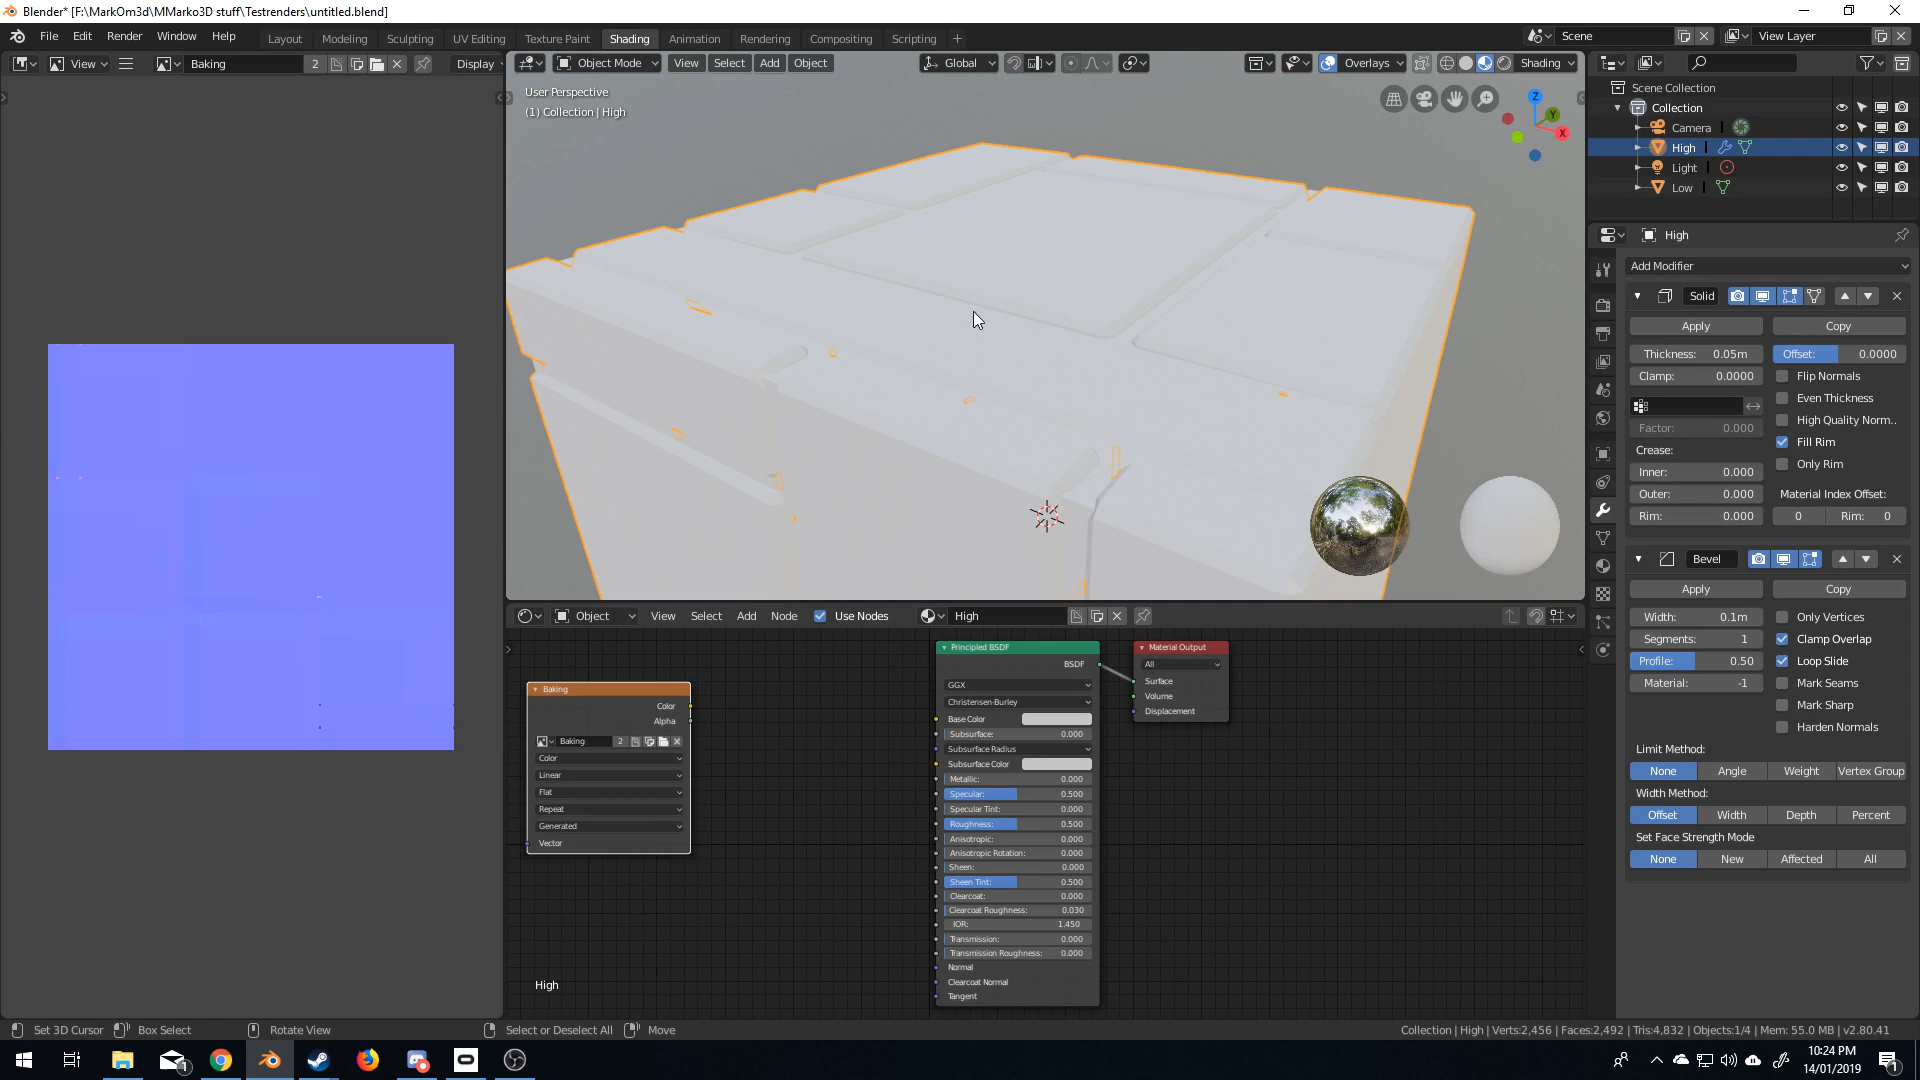 Blender* [F:\MarkOm3d\MMarko3D stuff\Testrenders\untitled.blend]
File Edit Render Window Help Layout Modeling Sculpting UV Editing Texture Paint Shading Animation Rendering Compositing Scripting + Scene View Layer
View Baking 2 Display Object Mode View Select Add Object Global Overlays Shading
User Perspective
(1) Collection | High
Z
Y
X
Scene Collection
Collection
Camera
High
Light
Low
High
Add Modifier
Solid
Apply Copy
Thickness: 0.05m Offset: 0.0000
Clamp: 0.0000 Flip Normals
Even Thickness
High Quality Norm..
Factor: 0.000
Fill Rim
Crease:
Only Rim
Inner: 0.000
Outer: 0.000 Material Index Offset:
Rim: 0.000 0 Rim: 0
Bevel
Apply Copy
Width: 0.1m Only Vertices
Segments: 1 Clamp Overlap
Profile: 0.50 Loop Slide
Material: -1 Mark Seams
Mark Sharp
Harden Normals
Limit Method:
None Angle Weight Vertex Group
Width Method:
Offset Width Depth Percent
Set Face Strength Mode
None New Affected All
Object View Select Add Node Use Nodes High
Baking
Color
Alpha
Baking 2
Color
Linear
Flat
Repeat
Generated
Vector
Principled BSDF
BSDF
GGX
Christensen-Burley
Base Color
Subsurface: 0.000
Subsurface Radius
Subsurface Color
Metallic: 0.000
Specular: 0.500
Specular Tint: 0.000
Roughness: 0.500
Anisotropic: 0.000
Anisotropic Rotation: 0.000
Sheen: 0.000
Sheen Tint: 0.500
Clearcoat: 0.000
Clearcoat Roughness: 0.030
IOR: 1.450
Transmission: 0.000
Transmission Roughness: 0.000
Normal
Clearcoat Normal
Tangent
Material Output
All
Surface
Volume
Displacement
High
Set 3D Cursor Box Select Rotate View Select or Deselect All Move Collection | High | Verts:2,456 | Faces:2,492 | Tris:4,832 | Objects:1/4 | Mem: 55.0 MB | v2.80.41
1
10:24 PM
14/01/2019
1